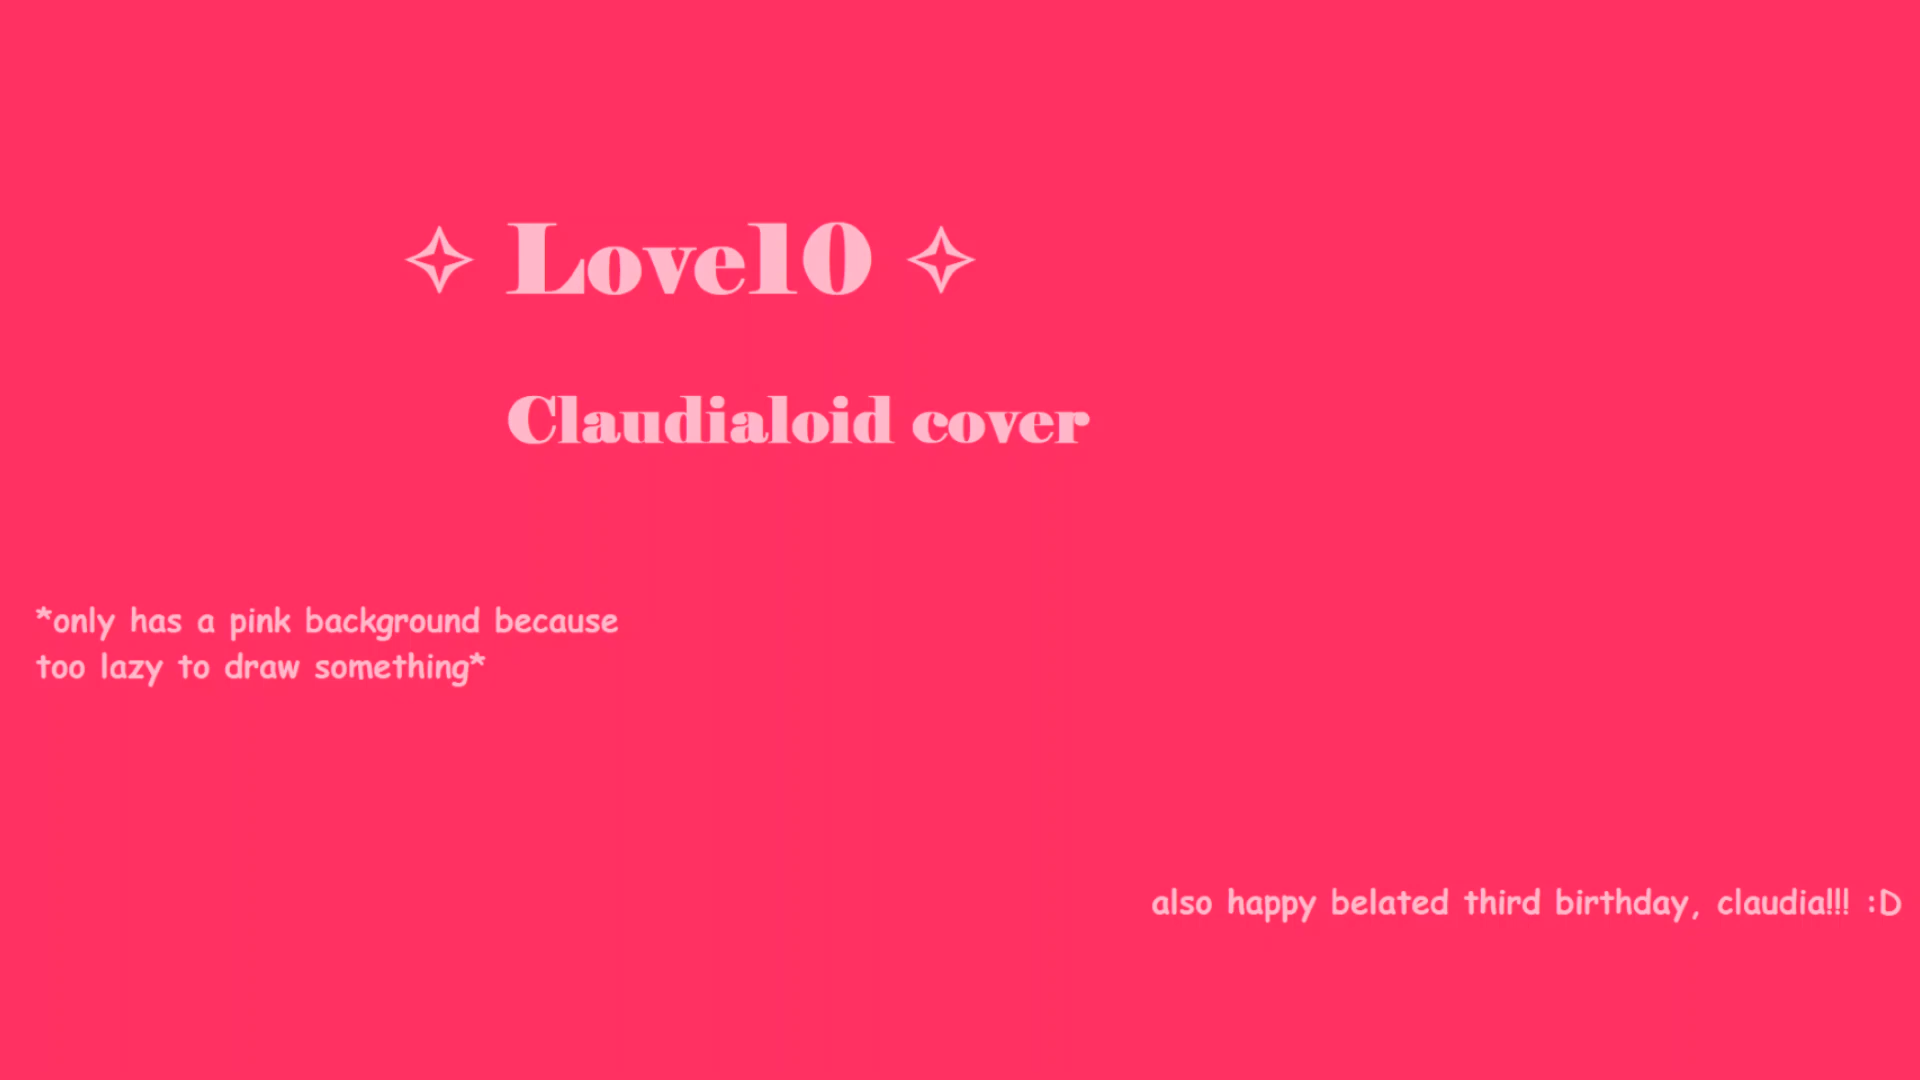 ✧ Love10 ✧
Claudialoid cover
*only has a pink background because
too lazy to draw something*
also happy belated third birthday, claudia!!! :D